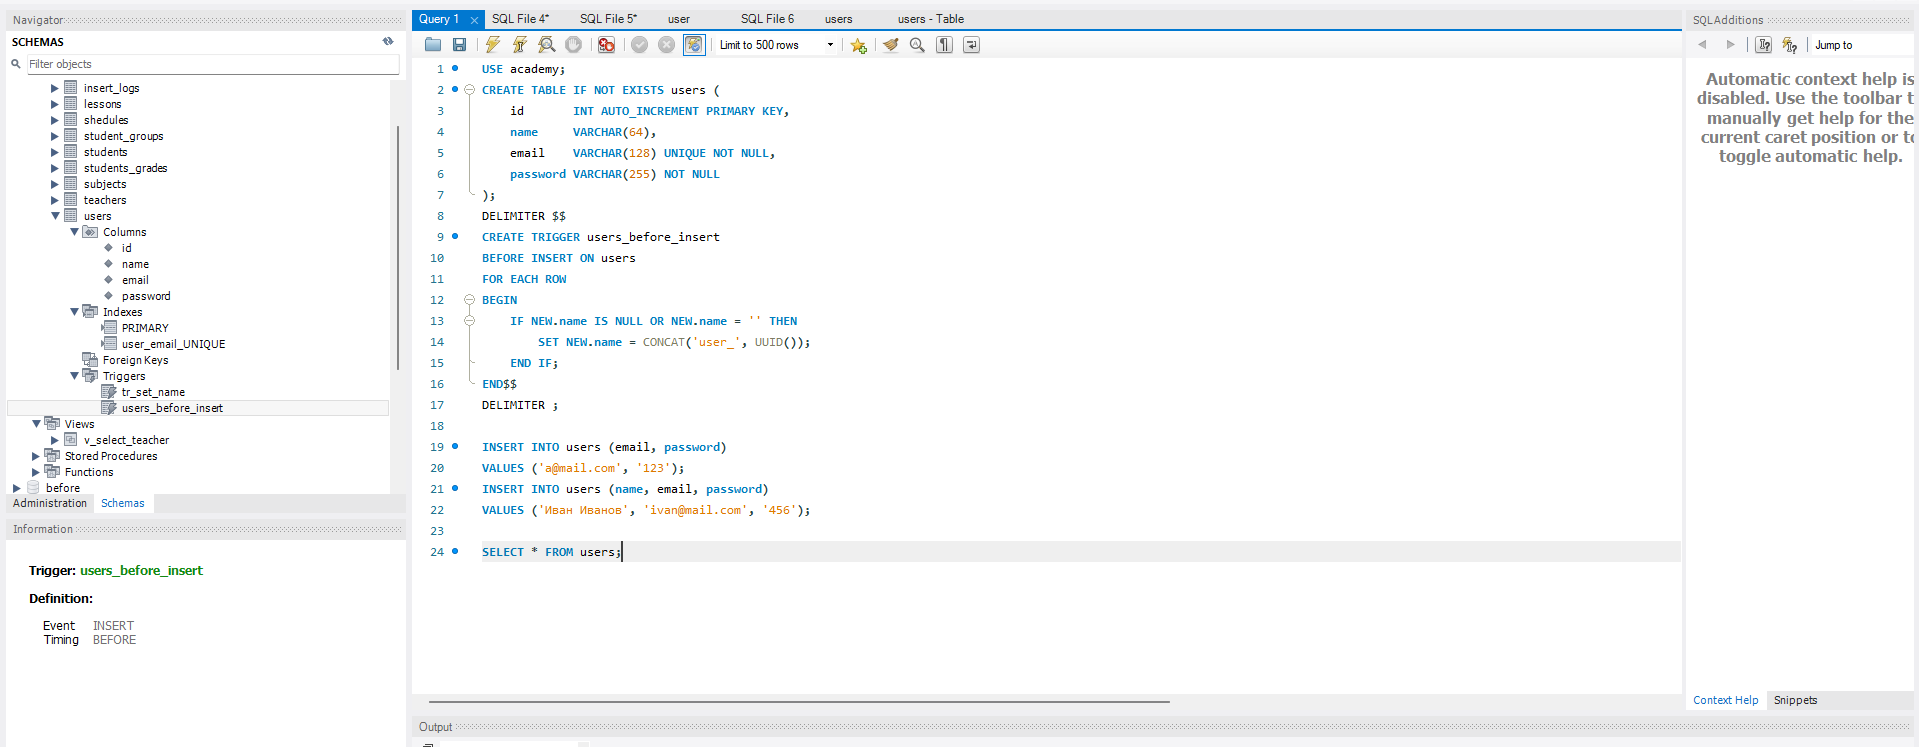 Navigator
SCHEMAS
Filter objects
insert_logs
lessons
shedules
student_groups
students
students_grades
subjects
teachers
users
Columns
id
name
email
password
Indexes
PRIMARY
user_email_UNIQUE
Foreign Keys
Triggers
tr_set_name
users_before_insert
Views
v_select_teacher
Stored Procedures
Functions
before
Administration Schemas
Information
Trigger: users_before_insert
Definition:
Event INSERT
Timing BEFORE
Query 1 SQL File 4* SQL File 5* user SQL File 6 users users - Table
Limit to 500 rows
1 USE academy;
2 CREATE TABLE IF NOT EXISTS users (
3 id INT AUTO_INCREMENT PRIMARY KEY,
4 name VARCHAR(64),
5 email VARCHAR(128) UNIQUE NOT NULL,
6 password VARCHAR(255) NOT NULL
7 );
8 DELIMITER $$
9 CREATE TRIGGER users_before_insert
10 BEFORE INSERT ON users
11 FOR EACH ROW
12 BEGIN
13 IF NEW.name IS NULL OR NEW.name = '' THEN
14 SET NEW.name = CONCAT('user_', UUID());
15 END IF;
16 END$$
17 DELIMITER ;
18
19 INSERT INTO users (email, password)
20 VALUES ('a@mail.com', '123');
21 INSERT INTO users (name, email, password)
22 VALUES ('Иван Иванов', 'ivan@mail.com', '456');
23
24 SELECT * FROM users;
Output
SQLAdditions
Jump to
Automatic context help is
disabled. Use the toolbar t
manually get help for the
current caret position or to
toggle automatic help.
Context Help Snippets